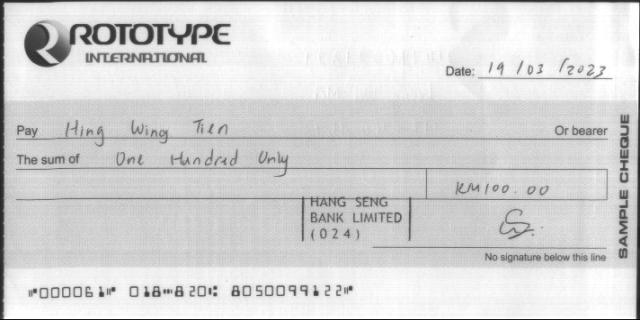 ROTOTYPE
INTERNATIONAL
Date: 19 / 03 / 2023
Pay Hing Wing Tien Or bearer
The sum of One Hundred Only
RM100.00
HANG SENG
BANK LIMITED
(024)
No signature below this line
SAMPLE CHEQUE
⑈000061⑈ 018⑉820⑆ 8050099122⑈